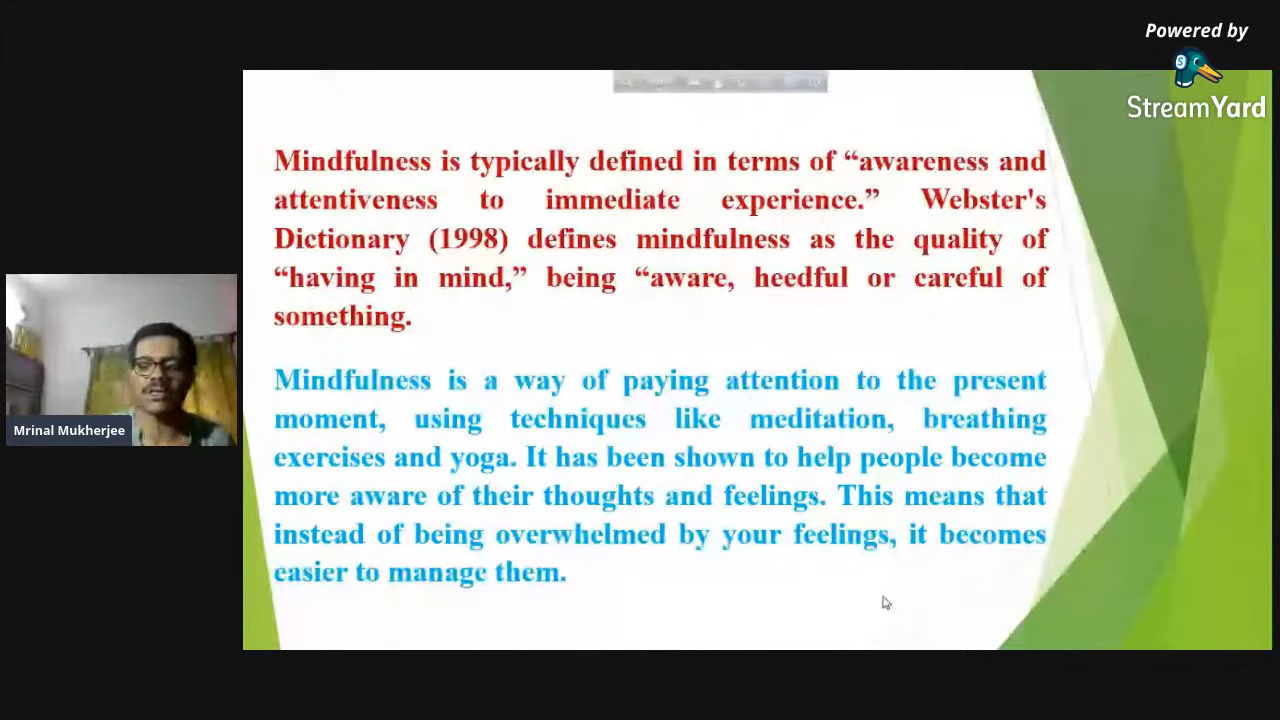 Powered by
StreamYard
Mindfulness is typically defined in terms of “awareness and
attentiveness to immediate experience.” Webster's
Dictionary (1998) defines mindfulness as the quality of
“having in mind,” being “aware, heedful or careful of
something.
Mindfulness is a way of paying attention to the present
moment, using techniques like meditation, breathing
exercises and yoga. It has been shown to help people become
more aware of their thoughts and feelings. This means that
instead of being overwhelmed by your feelings, it becomes
easier to manage them.
Mrinal Mukherjee